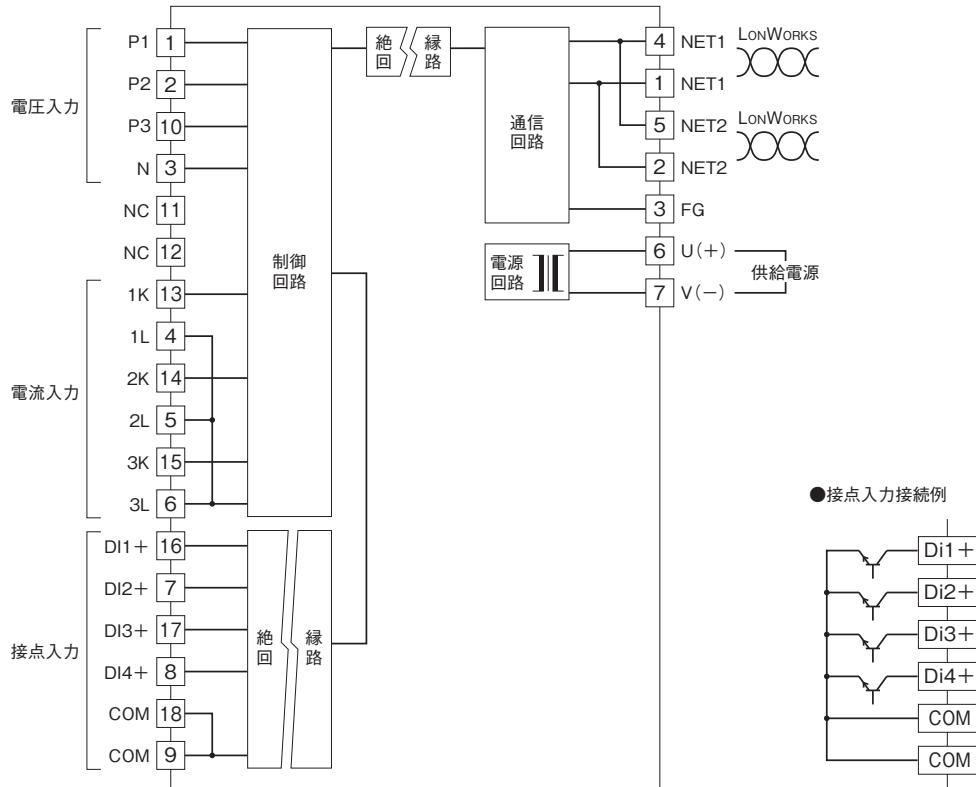 電圧入力
P1 1
P2 2
P3 10
N 3
NC 11
NC 12
電流入力
1K 13
1L 4
2K 14
2L 5
3K 15
3L 6
接点入力
DI1+ 16
DI2+ 7
DI3+ 17
DI4+ 8
COM 18
COM 9
制御
回路
絶 縁
回 路
絶 縁
回 路
通信
回路
4 NET1
1 NET1
5 NET2
2 NET2
3 FG
LONWORKS
LONWORKS
電源
回路
6 U(+)
7 V(−)
供給電源
●接点入力接続例
Di1+
Di2+
Di3+
Di4+
COM
COM